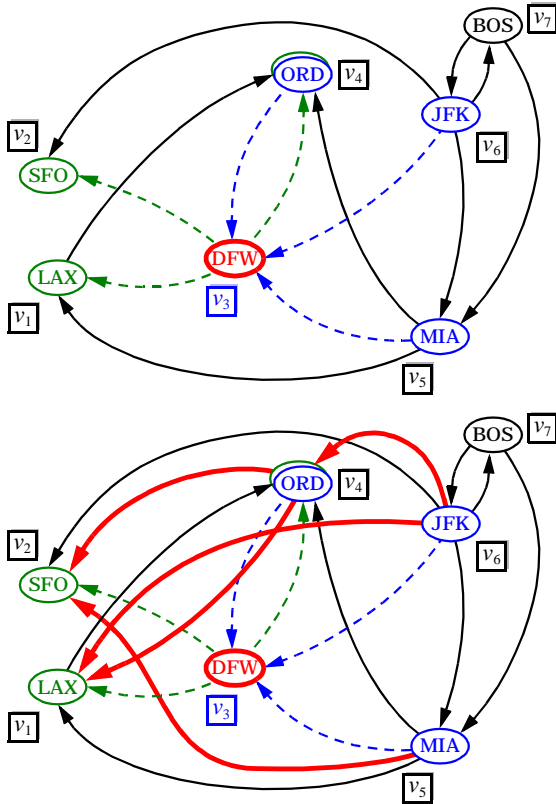 BOS
v7
ORD
v4
JFK
v6
v2
SFO
DFW
v3
LAX
v1
MIA
v5
BOS
v7
ORD
v4
JFK
v6
v2
SFO
DFW
v3
LAX
v1
MIA
v5